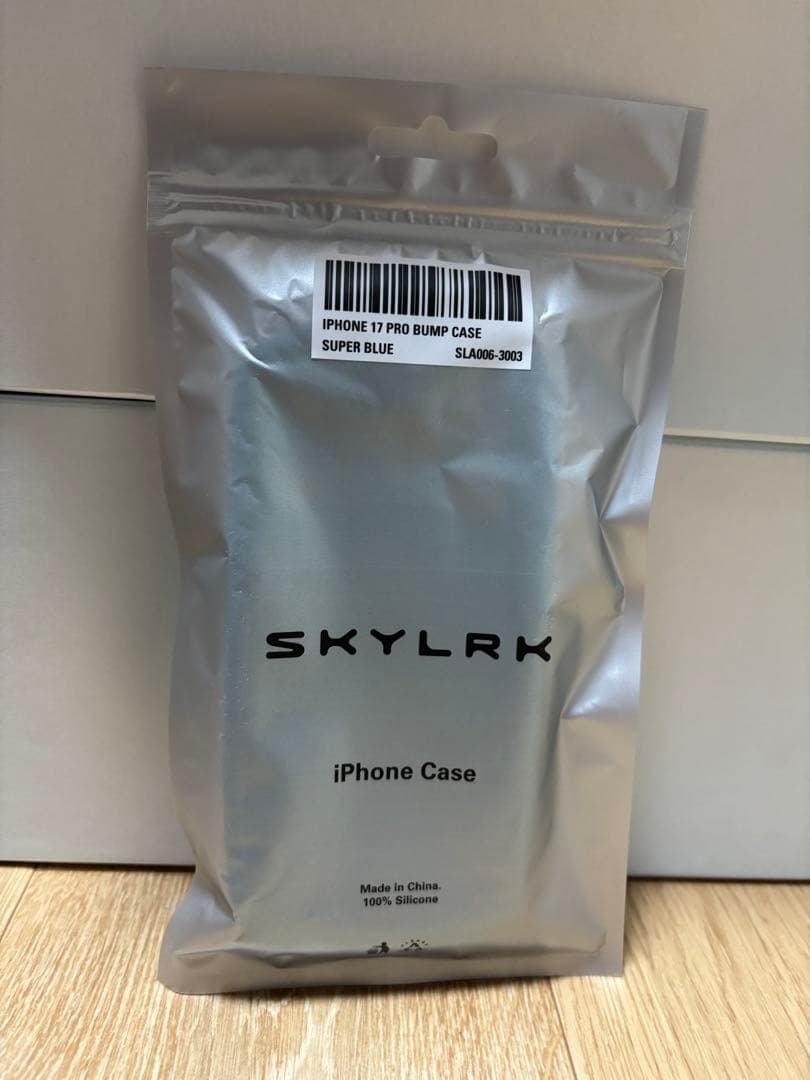 IPHONE 17 PRO BUMP CASE
SUPER BLUE SLA006-3003
SKYLRK
iPhone Case
Made in China.
100% Silicone